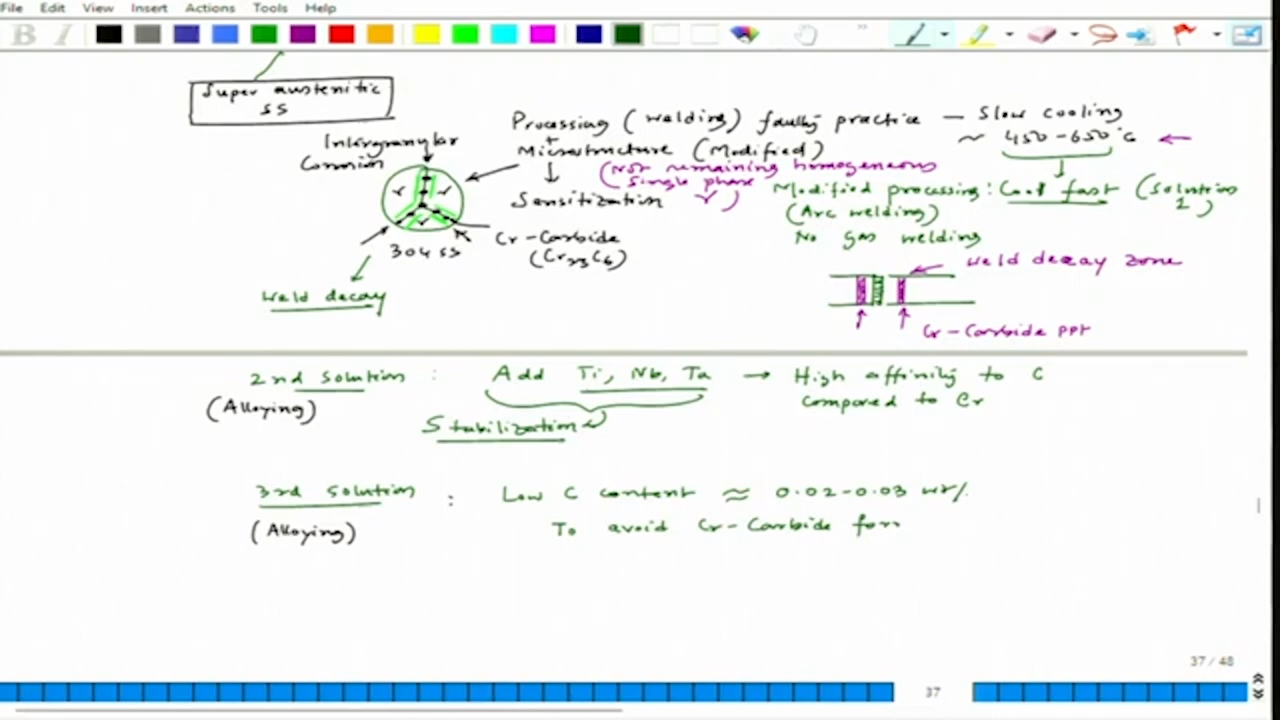 File Edit View Insert Actions Tools Help
B I
Super austenitic
SS
Intergranular
Corrosion
304 SS
Weld decay
Processing (welding) faulty practice — Slow cooling
+
~ 450-650°C
Microstructure (Modified)
(Not remaining homogeneous
Single phase γ)
Sensitization
Cr-Carbide
(Cr23C6)
γ γ γ
Modified processing: Cool fast (Solution
1)
(Arc welding)
No gas welding
Weld decay zone
Cr-Carbide ppt
2nd Solution : Add Ti, Nb, Ta → High affinity to C
compared to Cr
(Alloying)
Stabilization
3rd Solution : Low C content ≈ 0.02-0.03 wt%.
(Alloying)
To avoid Cr-Carbide for
37 / 48
37